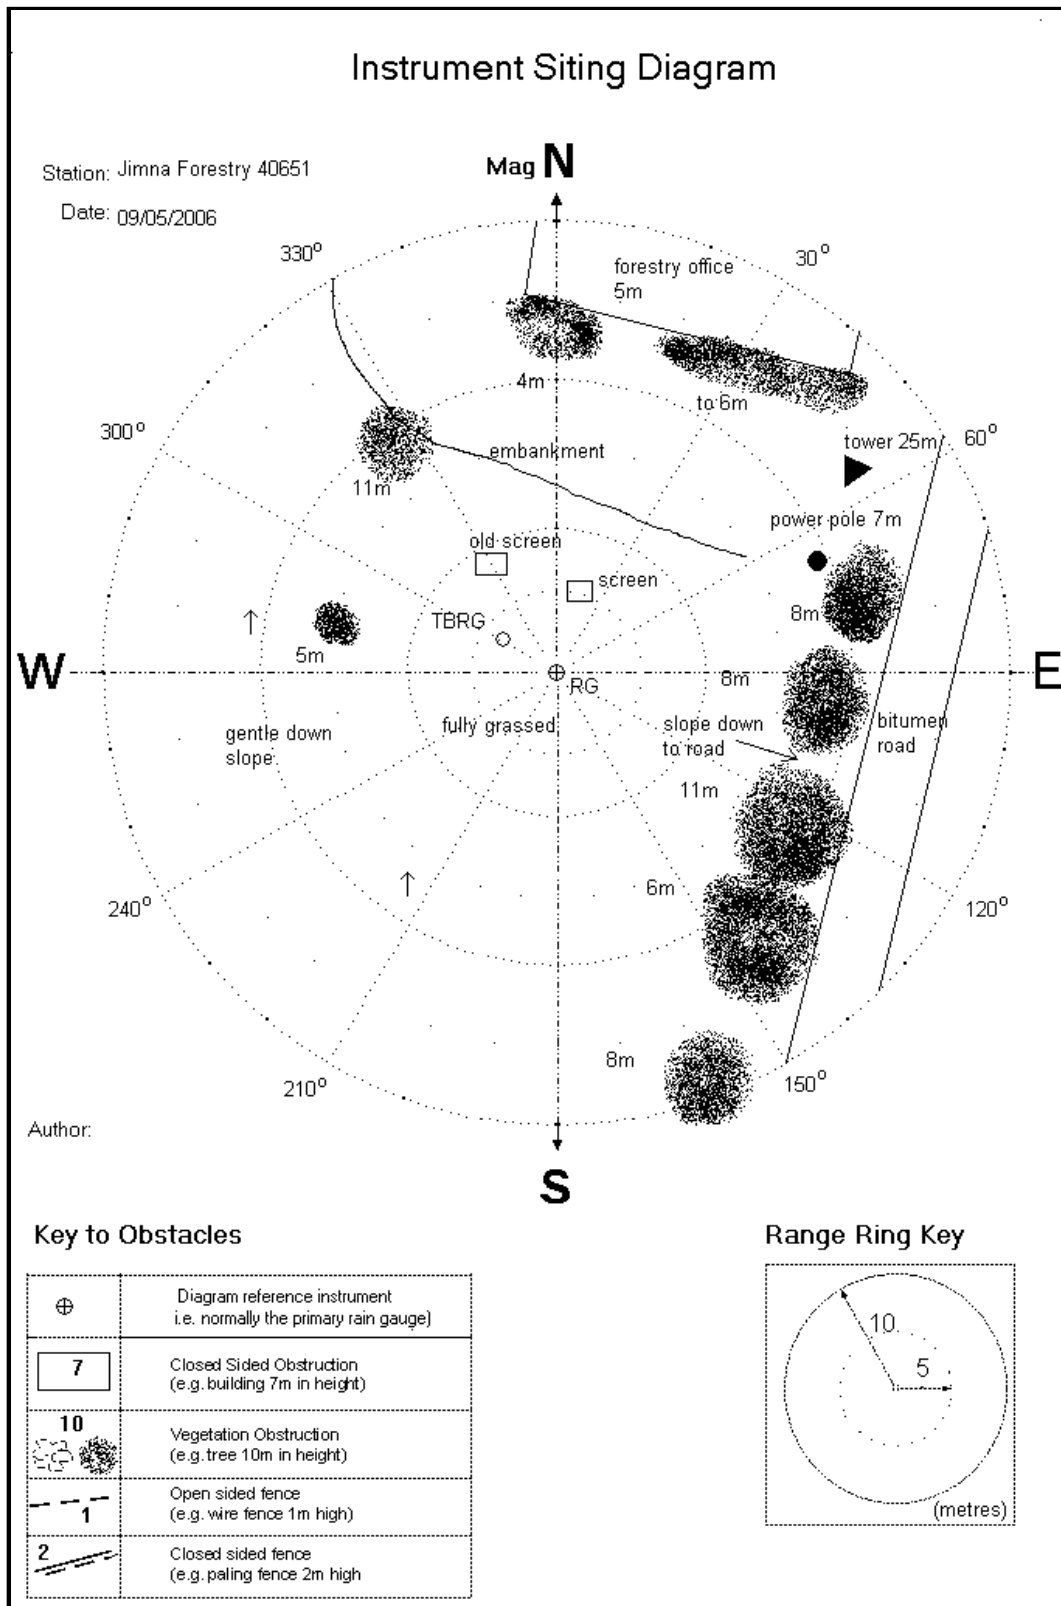 Instrument Siting Diagram
Station: Jimna Forestry 40651
Date: 09/05/2006
Mag N
330°
30°
forestry office
5m
4m
to 6m
300°
tower 25m
60°
embankment
11m
power pole 7m
old screen
screen
8m
TBRG
5m
W
RG
8m
E
gentle down
slope
fully grassed
slope down
to road
bitumen
road
11m
6m
240°
120°
8m
210°
150°
Author:
S
Key to Obstacles
Diagram reference instrument
i.e. normally the primary rain gauge)
7
Closed Sided Obstruction
(e.g. building 7m in height)
10
Vegetation Obstruction
(e.g. tree 10m in height)
1
Open sided fence
(e.g. wire fence 1m high)
2
Closed sided fence
(e.g. paling fence 2m high
Range Ring Key
10
5
(metres)